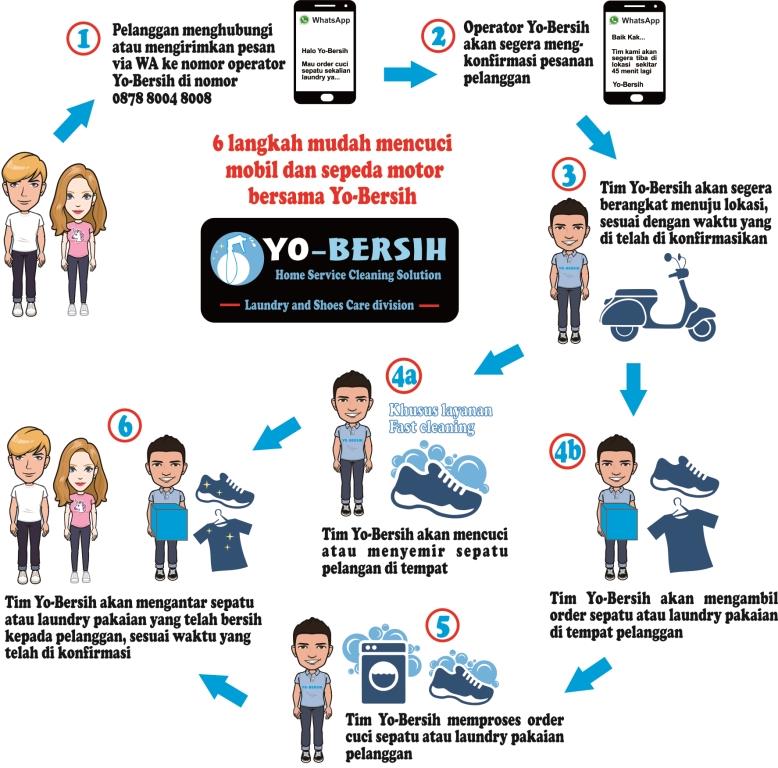 1
Pelanggan menghubungi
atau mengirimkan pesan
via WA ke nomor operator
Yo-Bersih di nomor
0878 8004 8008
WhatsApp
Halo Yo-Bersih
Mau order cuci
sepatu sekalian
laundry ya...
2
Operator Yo-Bersih
akan segera meng-
konfirmasi pesanan
pelanggan
WhatsApp
Baik Kak...
Tim kami akan
segera tiba di
lokasi sekitar
45 menit lagi
Yo-Bersih
6 langkah mudah mencuci
mobil dan sepeda motor
bersama Yo-Bersih
YO-BERSIH
Home Service Cleaning Solution
Laundry and Shoes Care division
3
Tim Yo-Bersih akan segera
berangkat menuju lokasi,
sesuai dengan waktu yang
di telah di konfirmasikan
YO-BERSIH
4a
Khusus layanan
Fast cleaning
YO-BERSIH
Tim Yo-Bersih akan mencuci
atau menyemir sepatu
pelangan di tempat
4b
Tim Yo-Bersih akan mengambil
order sepatu atau laundry pakaian
di tempat pelanggan
5
YO-BERSIH
Tim Yo-Bersih memproses order
cuci sepatu atau laundry pakaian
pelanggan
6
Tim Yo-Bersih akan mengantar sepatu
atau laundry pakaian yang telah bersih
kepada pelanggan, sesuai waktu yang
telah di konfirmasi